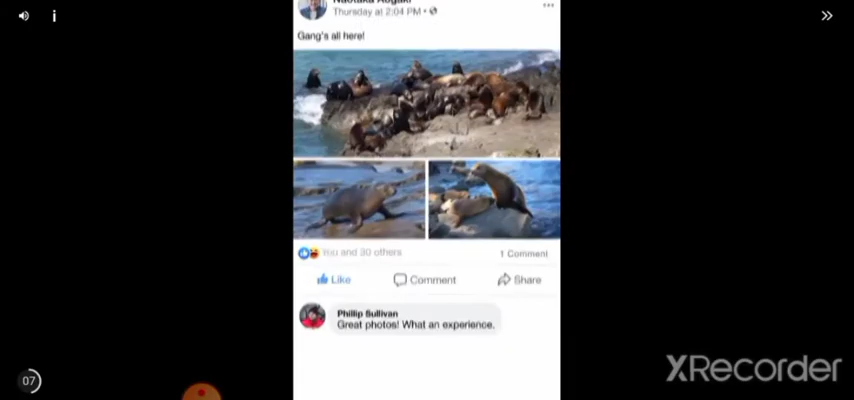 Thursday at 2:04 PM •
Gang's all here!
and 30 others
1 Comment
Like
Comment
Share
Phillip Sullivan
Great photos! What an experience.
07
XRecorder